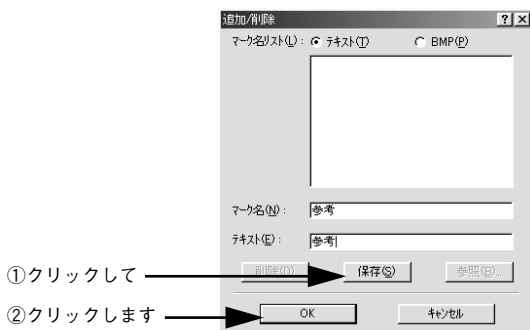 追加/削除
マーク名リスト(L): テキスト(T) BMP(P)
マーク名(N): 参考
テキスト(E): 参考
①クリックして 削除(D) 保存(S) 参照(B)...
②クリックします OK キャンセル